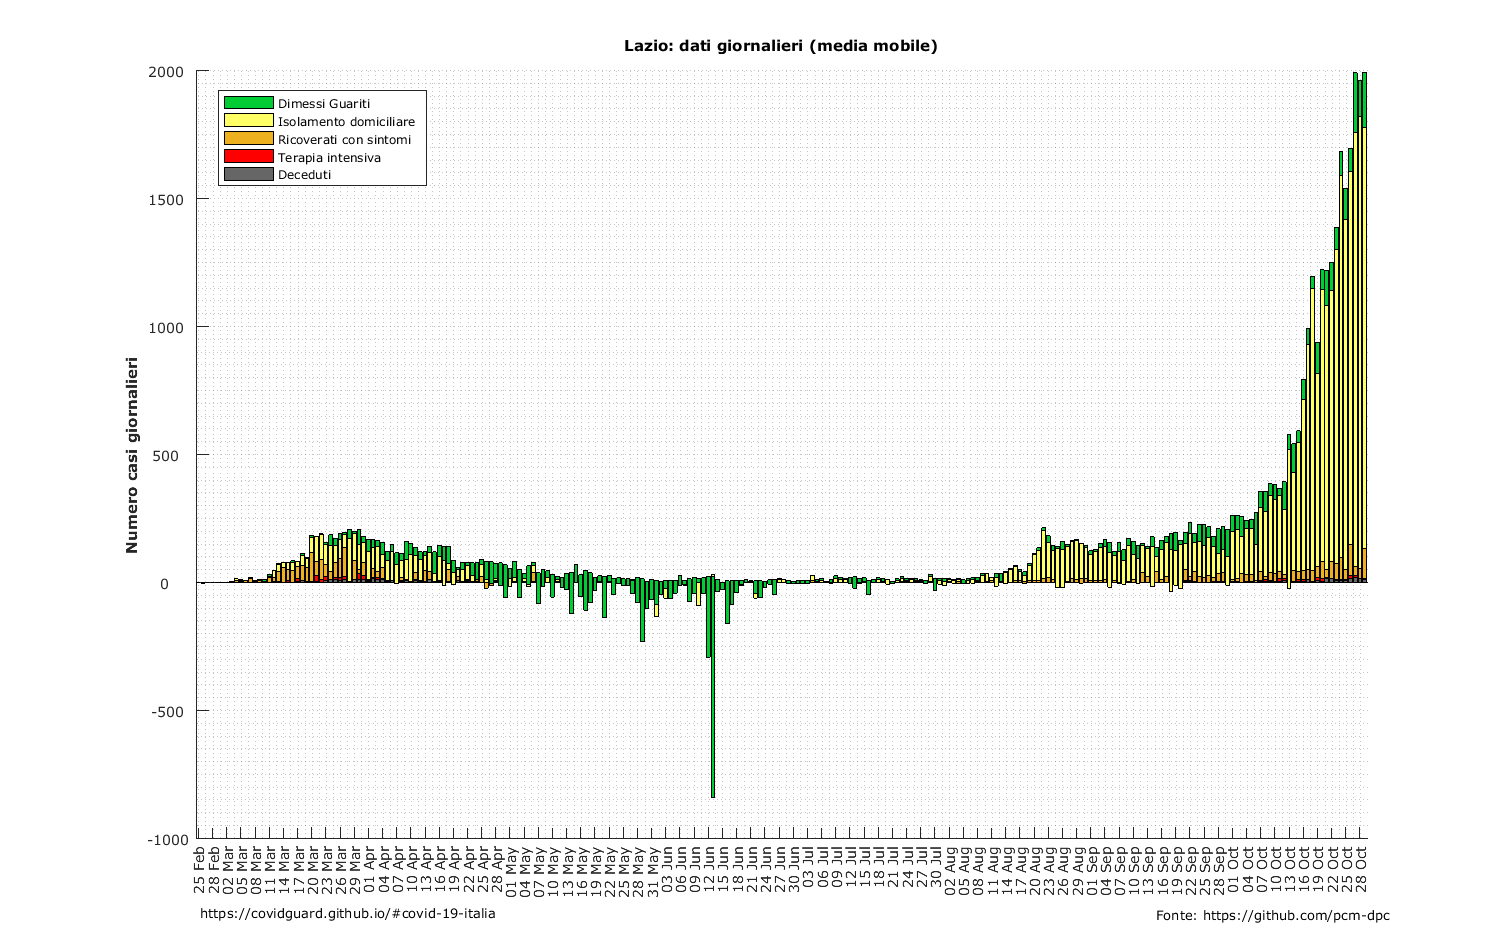 Lazio: dati giornalieri (media mobile)
2000
1500
1000
500
0
-500
-1000
Numero casi giornalieri
Dimessi Guariti
Isolamento domiciliare
Ricoverati con sintomi
Terapia intensiva
Deceduti
25 Feb
28 Feb
02 Mar
05 Mar
08 Mar
11 Mar
14 Mar
17 Mar
20 Mar
23 Mar
26 Mar
29 Mar
01 Apr
04 Apr
07 Apr
10 Apr
13 Apr
16 Apr
19 Apr
22 Apr
25 Apr
28 Apr
01 May
04 May
07 May
10 May
13 May
16 May
19 May
22 May
25 May
28 May
31 May
03 Jun
06 Jun
09 Jun
12 Jun
15 Jun
18 Jun
21 Jun
24 Jun
27 Jun
30 Jun
03 Jul
06 Jul
09 Jul
12 Jul
15 Jul
18 Jul
21 Jul
24 Jul
27 Jul
30 Jul
02 Aug
05 Aug
08 Aug
11 Aug
14 Aug
17 Aug
20 Aug
23 Aug
26 Aug
29 Aug
01 Sep
04 Sep
07 Sep
10 Sep
13 Sep
16 Sep
19 Sep
22 Sep
25 Sep
28 Sep
01 Oct
04 Oct
07 Oct
10 Oct
13 Oct
16 Oct
19 Oct
22 Oct
25 Oct
28 Oct
https://covidguard.github.io/#covid-19-italia
Fonte: https://github.com/pcm-dpc